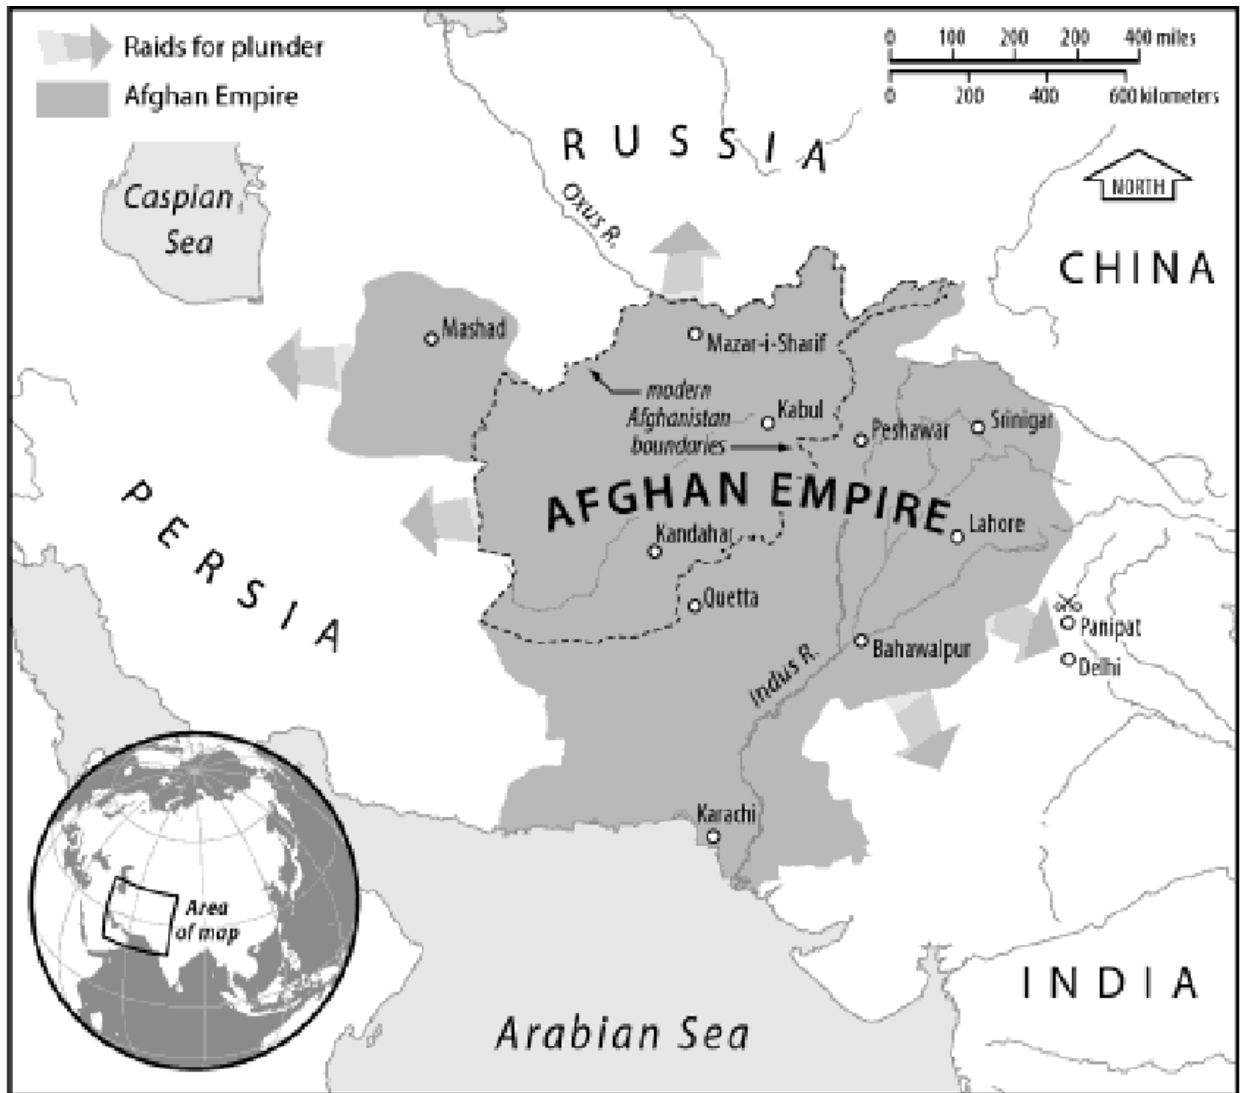 Raids for plunder
Afghan Empire
0 100 200 200 400 miles
0 200 400 600 kilometers
RUSSIA
NORTH
Caspian
Sea
Oxus R.
CHINA
Mashad
Mazar-i-Sharif
modern
Afghanistan
boundaries
Kabul
Peshawar
Srinigar
AFGHAN EMPIRE
PERSIA
Kandahar
Lahore
Quetta
Panipat
Bahawalpur
Delhi
Indus R.
Karachi
Area
of map
INDIA
Arabian Sea